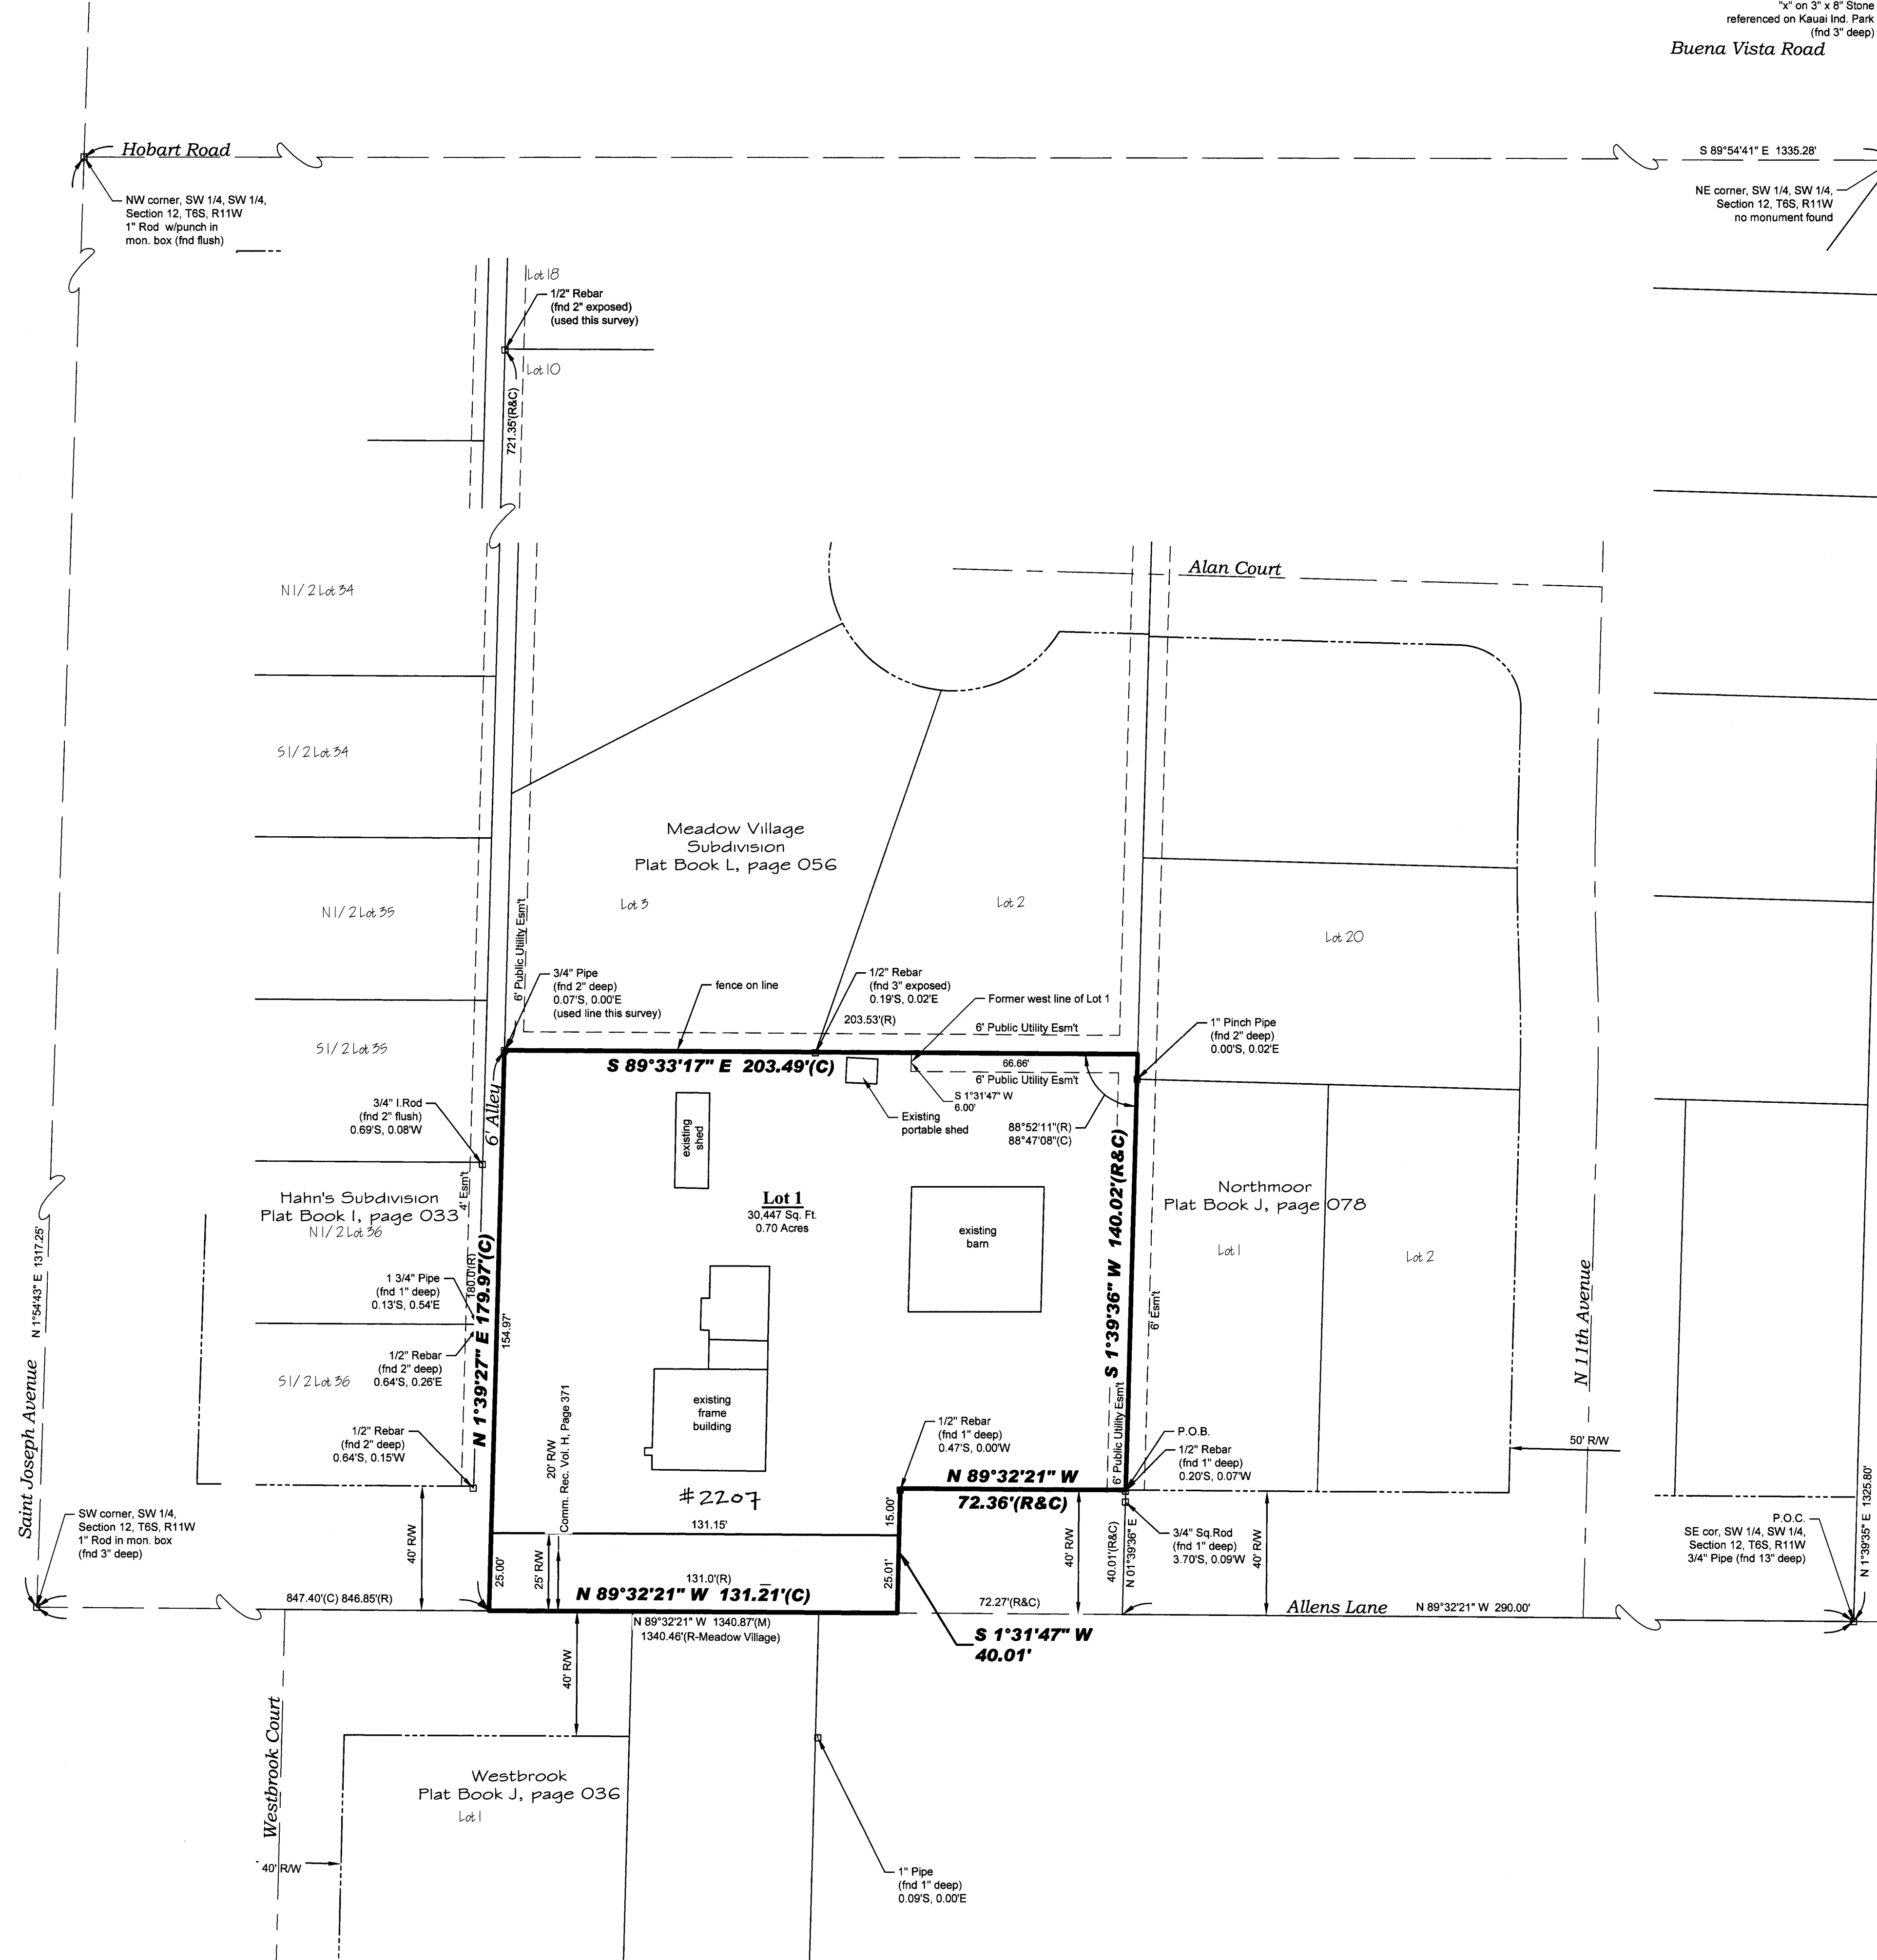 "x" on 3" x 8" Stone
referenced on Kauai Ind. Park
(fnd 3" deep)
Buena Vista Road
Hobart Road
S 89°54'41" E 1335.28'
NW corner, SW 1/4, SW 1/4,
Section 12, T6S, R11W
1" Rod w/punch in
mon. box (fnd flush)
NE corner, SW 1/4, SW 1/4,
Section 12, T6S, R11W
no monument found
Lot 18
1/2" Rebar
(fnd 2" exposed)
(used this survey)
Lot 10
721.35'(R&C)
Alan Court
N1/2 Lot 34
S1/2 Lot 34
Meadow Village
Subdivision
Plat Book L, page 056
Lot 3
Lot 2
N1/2 Lot 35
Lot 20
6' Public Utility Esm't
3/4" Pipe
(fnd 2" deep)
0.07'S, 0.00'E
(used line this survey)
fence on line
1/2" Rebar
(fnd 3" exposed)
0.19'S, 0.02'E
Former west line of Lot 1
203.53'(R)
6' Public Utility Esm't
1" Pinch Pipe
(fnd 2" deep)
0.00'S, 0.02'E
S1/2 Lot 35
S 89°33'17" E 203.49'(C)
66.66'
6' Public Utility Esm't
S 1°31'47" W
6.00'
6' Alley
3/4" I.Rod
(fnd 2" flush)
0.69'S, 0.08'W
existing
shed
Existing
portable shed
88°52'11"(R)
88°47'08"(C)
S 1°39'36" W 140.02'(R&C)
4' Esm't
Hahn's Subdivision
Plat Book I, page 033
N1/2 Lot 36
Lot 1
30,447 Sq. Ft.
0.70 Acres
existing
barn
Northmoor
Plat Book J, page 078
Lot 1
Lot 2
N 1°54'43" E 1317.25'
180.0'(R)
N 1°39'27" E 179.97'(C)
154.97'
1 3/4" Pipe
(fnd 1" deep)
0.13'S, 0.54'E
1/2" Rebar
(fnd 2" deep)
0.64'S, 0.26'E
S1/2 Lot 36
6' Esm't
N 11th Avenue
Saint Joseph Avenue
existing
frame
building
20' R/W
Comm. Rec. Vol. H, Page 371
1/2" Rebar
(fnd 2" deep)
0.64'S, 0.15'W
1/2" Rebar
(fnd 1" deep)
0.47'S, 0.00'W
6' Public Utility Esm't
P.O.B.
1/2" Rebar
(fnd 1" deep)
0.20'S, 0.07'W
50' R/W
N 89°32'21" W
72.36'(R&C)
#2207
131.15'
15.00'
SW corner, SW 1/4,
Section 12, T6S, R11W
1" Rod in mon. box
(fnd 3" deep)
40' R/W
25.00'
25' R/W
25.01'
40' R/W
40.01'(R&C)
N 01°39'36" E
3/4" Sq.Rod
(fnd 1" deep)
3.70'S, 0.09'W
40' R/W
P.O.C.
SE cor, SW 1/4, SW 1/4,
Section 12, T6S, R11W
3/4" Pipe (fnd 13" deep)
N 1°39'35" E 1325.80'
847.40'(C) 846.85'(R)
131.0'(R)
N 89°32'21" W 131.21'(C)
72.27'(R&C)
Allens Lane
N 89°32'21" W 290.00'
N 89°32'21" W 1340.87'(M)
1340.46'(R-Meadow Village)
S 1°31'47" W
40.01'
40' R/W
Westbrook Court
Westbrook
Plat Book J, page 036
Lot 1
40' R/W
1" Pipe
(fnd 1" deep)
0.09'S, 0.00'E